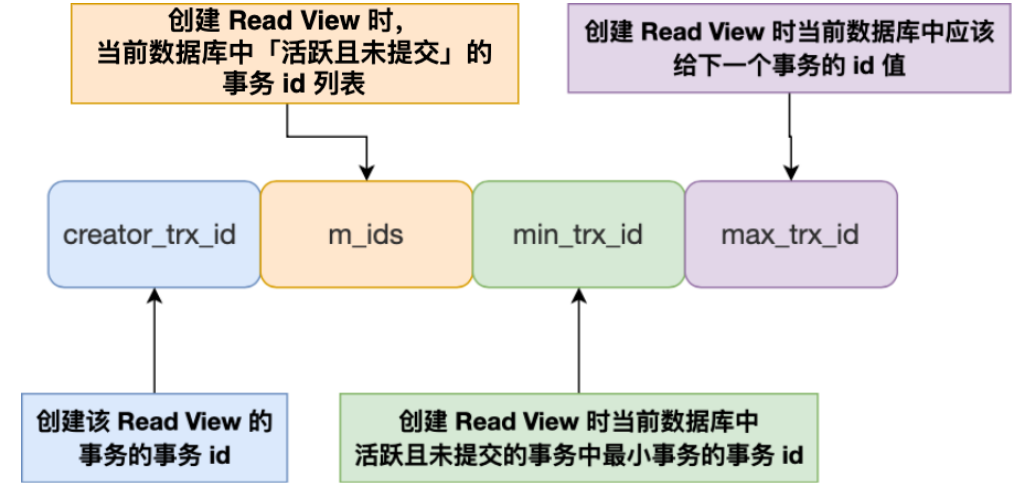 创建 Read View 时，
当前数据库中「活跃且未提交」的
事务 id 列表
创建 Read View 时当前数据库中应该
给下一个事务的 id 值
creator_trx_id
m_ids
min_trx_id
max_trx_id
创建该 Read View 的
事务的事务 id
创建 Read View 时当前数据库中
活跃且未提交的事务中最小事务的事务 id